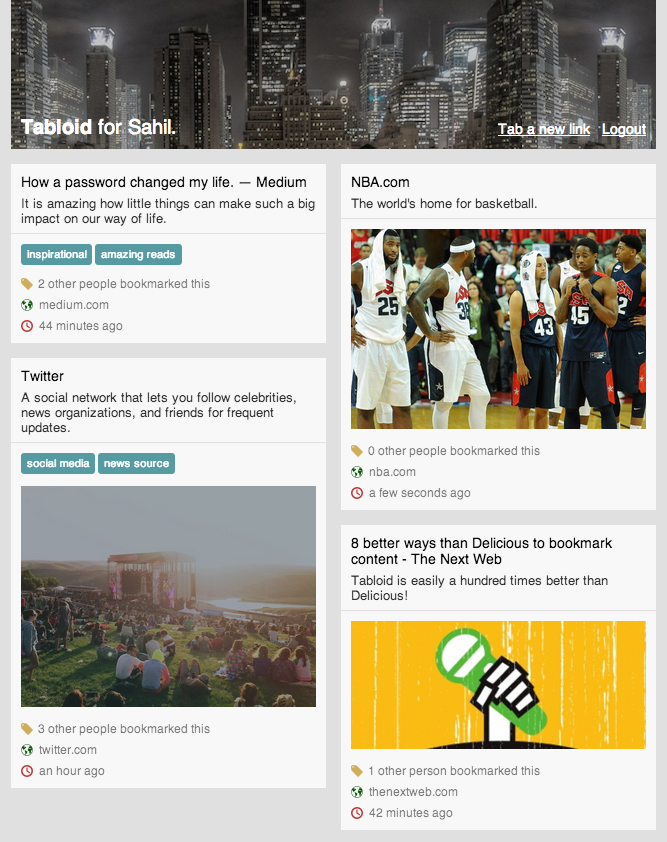 Tabloid for Sahil.
Tab a new link Logout
How a password changed my life. — Medium
It is amazing how little things can make such a big
impact on our way of life.
inspirational amazing reads
2 other people bookmarked this
medium.com
44 minutes ago
Twitter
A social network that lets you follow celebrities,
news organizations, and friends for frequent
updates.
social media news source
3 other people bookmarked this
twitter.com
an hour ago
NBA.com
The world's home for basketball.
25
36
43
45
0 other people bookmarked this
nba.com
a few seconds ago
8 better ways than Delicious to bookmark
content - The Next Web
Tabloid is easily a hundred times better than
Delicious!
1 other person bookmarked this
thenextweb.com
42 minutes ago